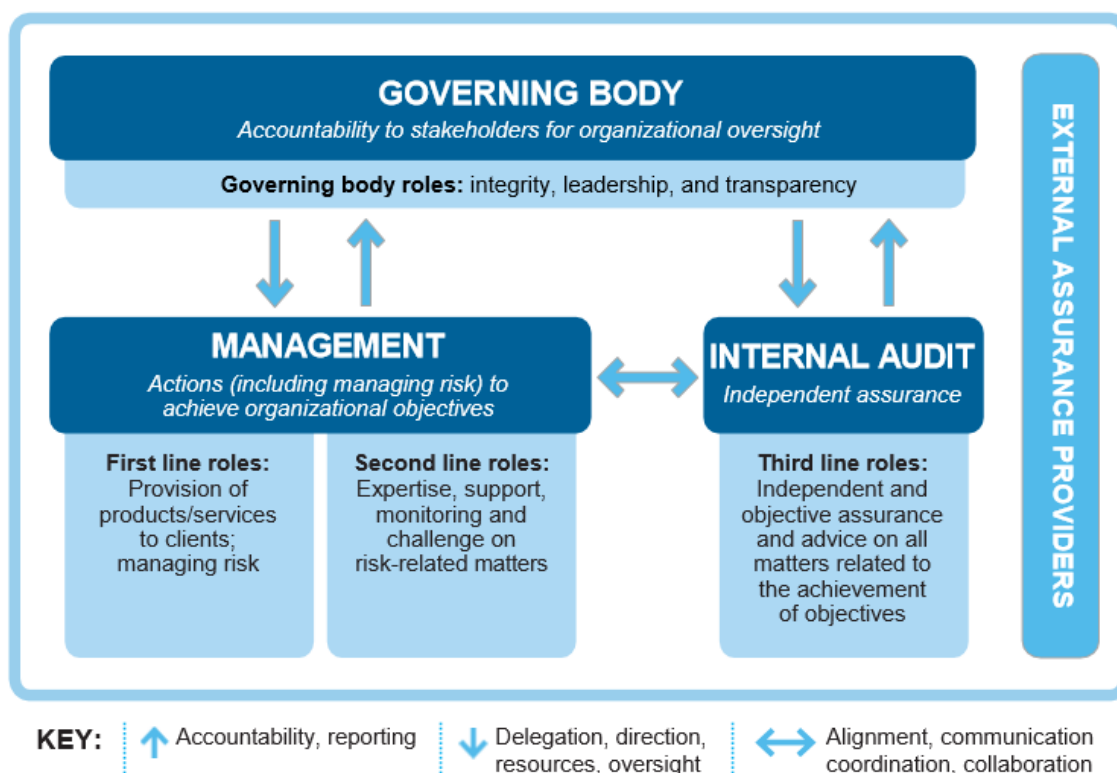 GOVERNING BODY
Accountability to stakeholders for organizational oversight
Governing body roles: integrity, leadership, and transparency
MANAGEMENT
Actions (including managing risk) to
achieve organizational objectives
First line roles:
Provision of
products/services
to clients;
managing risk
Second line roles:
Expertise, support,
monitoring and
challenge on
risk-related matters
INTERNAL AUDIT
Independent assurance
Third line roles:
Independent and
objective assurance
and advice on all
matters related to
the achievement
of objectives
EXTERNAL ASSURANCE PROVIDERS
KEY:
Accountability, reporting
Delegation, direction,
resources, oversight
Alignment, communication
coordination, collaboration